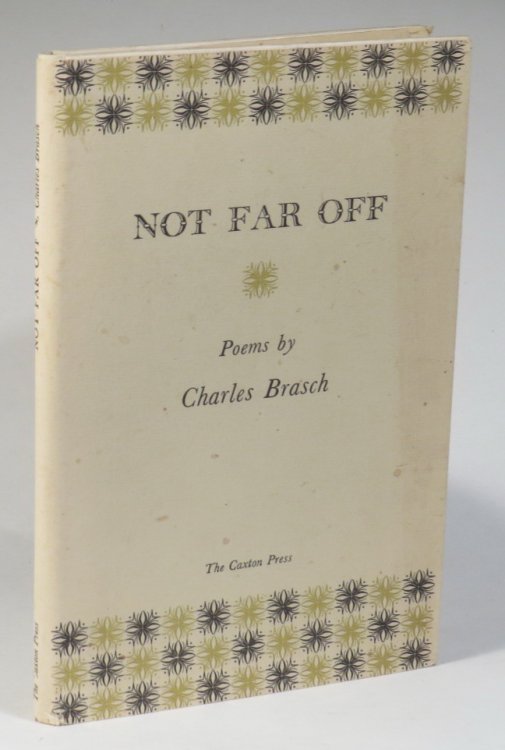 NOT FAR OFF
Poems by
Charles Brasch
The Caxton Press
NOT FAR OFF
Charles Brasch
The Caxton Press